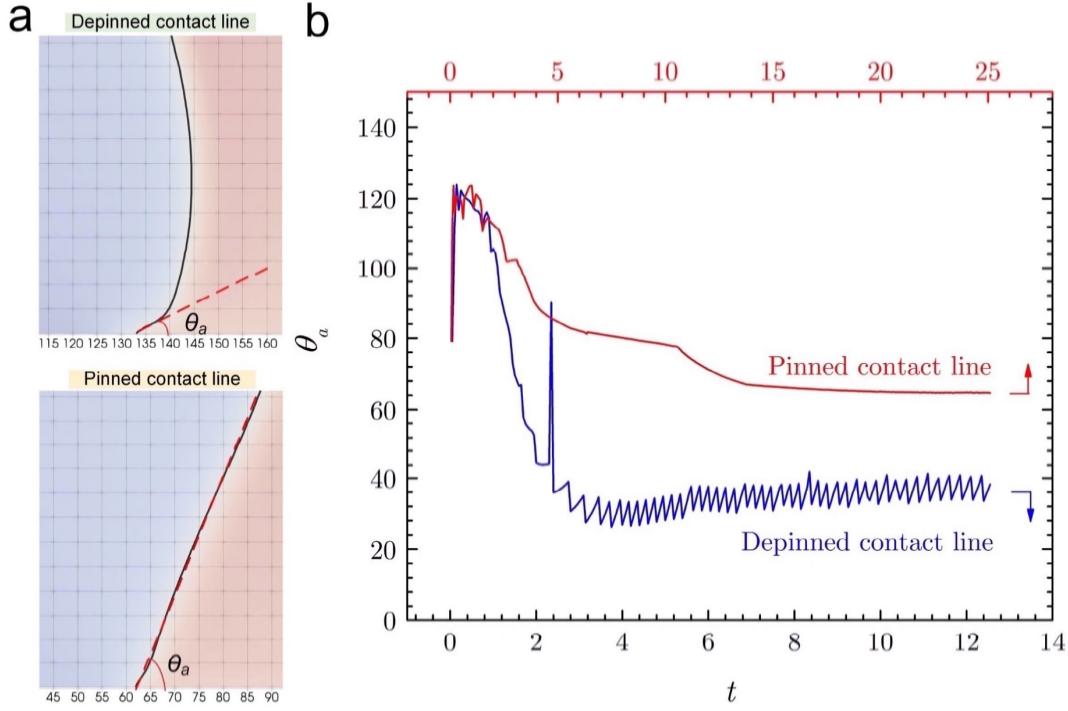 a
Depinned contact line
θa
115 120 125 130 135 140 145 150 155 160
Pinned contact line
θa
45 50 55 60 65 70 75 80 85 90
b
0 5 10 15 20 25
140
120
100
80
60
40
20
0
θa
Pinned contact line
Depinned contact line
0 2 4 6 8 10 12 14
t